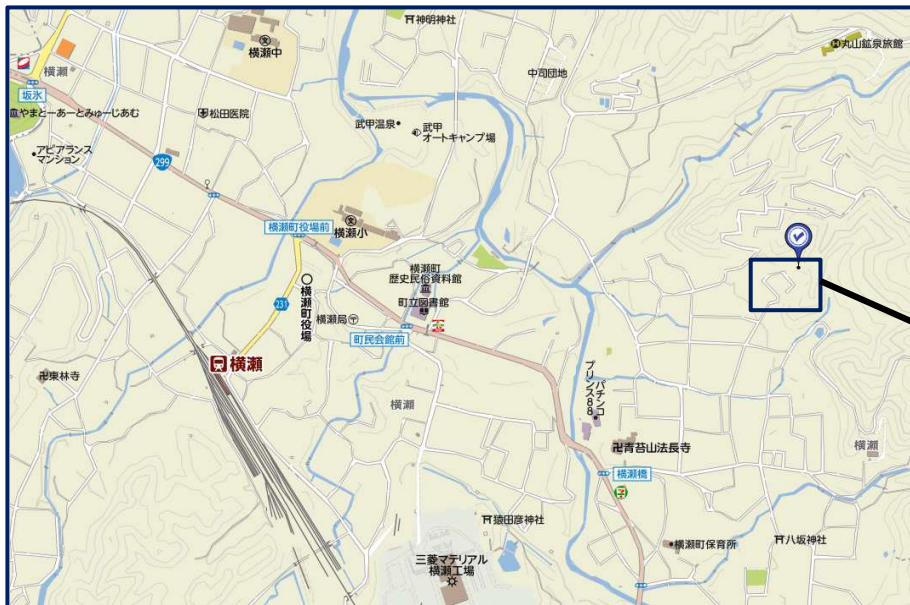 神明神社
横瀬中
丸山鉱泉旅館
横瀬
中司団地
坂氷
やまとーあーとみゅーじあむ
松田医院
武甲温泉
武甲
オートキャンプ場
アピアランス
マンション
299
横瀬町役場前
横瀬小
横瀬町
歴史民俗資料館
231
横瀬町役場
町立図書館
横瀬局
町民会館前
横瀬
東林寺
パチンコ
プリンス88
横瀬
青苔山法長寺
横瀬
横瀬橋
猿田彦神社
横瀬町保育所
八坂神社
三菱マテリアル
横瀬工場